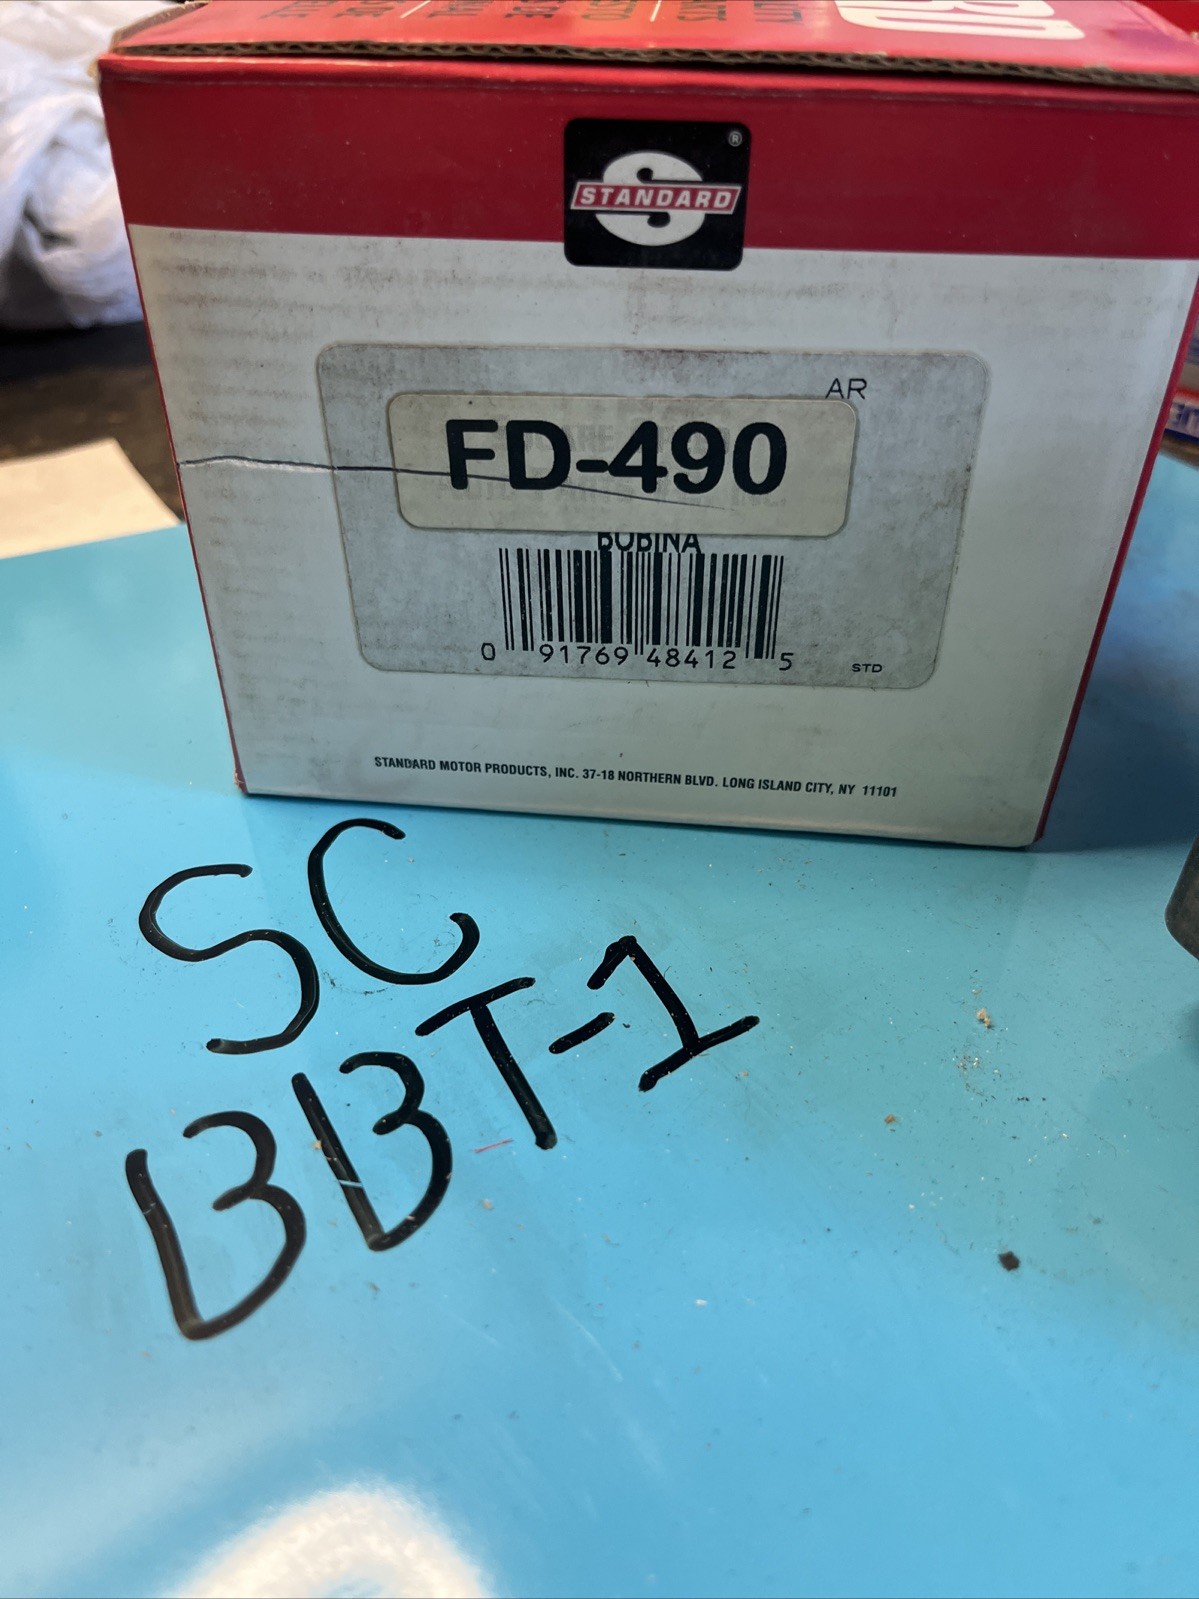 ®
STANDARD
AR
FD-490
BOBINA
0 91769 48412 5
STD
STANDARD MOTOR PRODUCTS, INC. 37-18 NORTHERN BLVD. LONG ISLAND CITY, NY 11101
SC
BBT-1